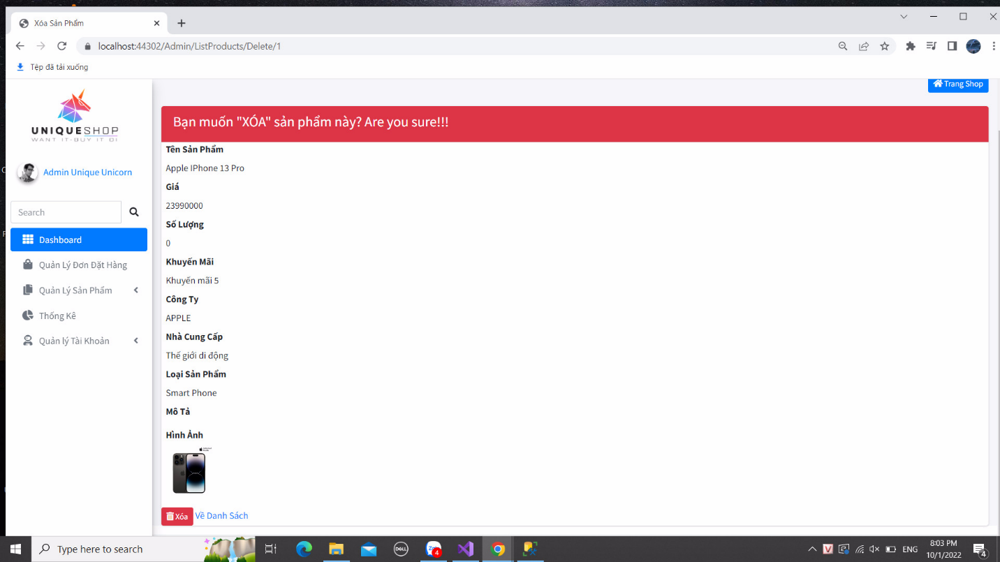 Xóa Sản Phẩm
localhost:44302/Admin/ListProducts/Delete/1
Tệp đã tải xuống
UNIQUESHOP
WANT IT-BUY IT ĐI
Admin Unique Unicorn
Search
Dashboard
Quản Lý Đơn Đặt Hàng
Quản Lý Sản Phẩm
Thống Kê
Quản lý Tài Khoản
Trang Shop
Bạn muốn "XÓA" sản phẩm này? Are you sure!!!
Tên Sản Phẩm
Apple IPhone 13 Pro
Giá
23990000
Số Lượng
0
Khuyến Mãi
Khuyến mãi 5
Công Ty
APPLE
Nhà Cung Cấp
Thế giới di động
Loại Sản Phẩm
Smart Phone
Mô Tả
Hình Ảnh
Xóa Về Danh Sách
Type here to search
DELL
4
V
ENG
8:03 PM
10/1/2022
4